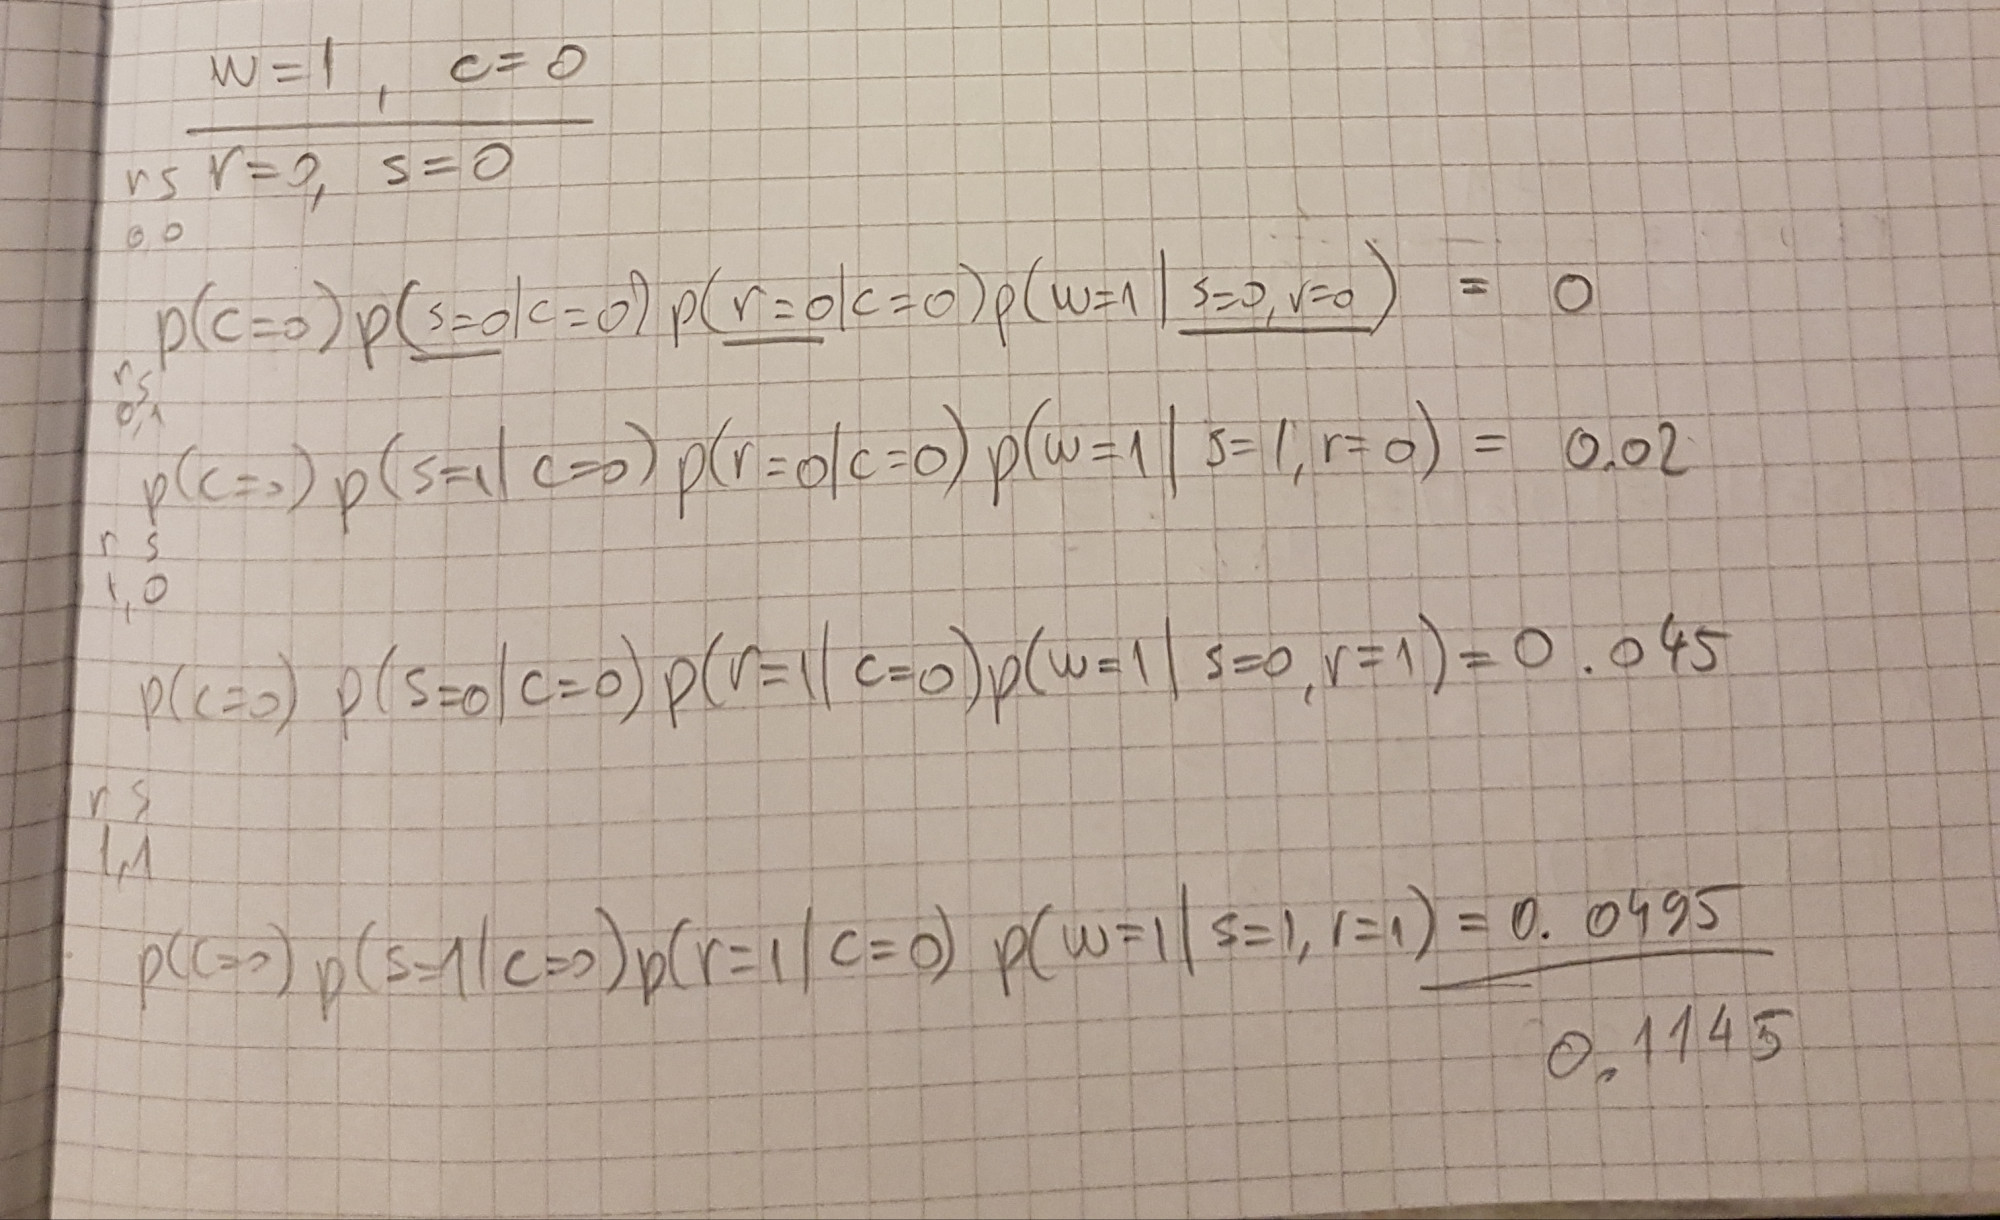 w=1, c=0
rs r=0, s=0
00
p(c=0)p(s=0|c=0)p(r=0|c=0)p(w=1|s=0,r=0) = 0
r s
0,1
p(c=0)p(s=1|c=0)p(r=0|c=0)p(w=1|s=1,r=0) = 0.02
r s
1,0
p(c=0) p(s=0|c=0)p(r=1|c=0)p(w=1|s=0,r=1)=0.045
r s
1,1
p(c=0)p(s=1|c=0)p(r=1|c=0) p(w=1|s=1,r=1)=0.0495
0.1145